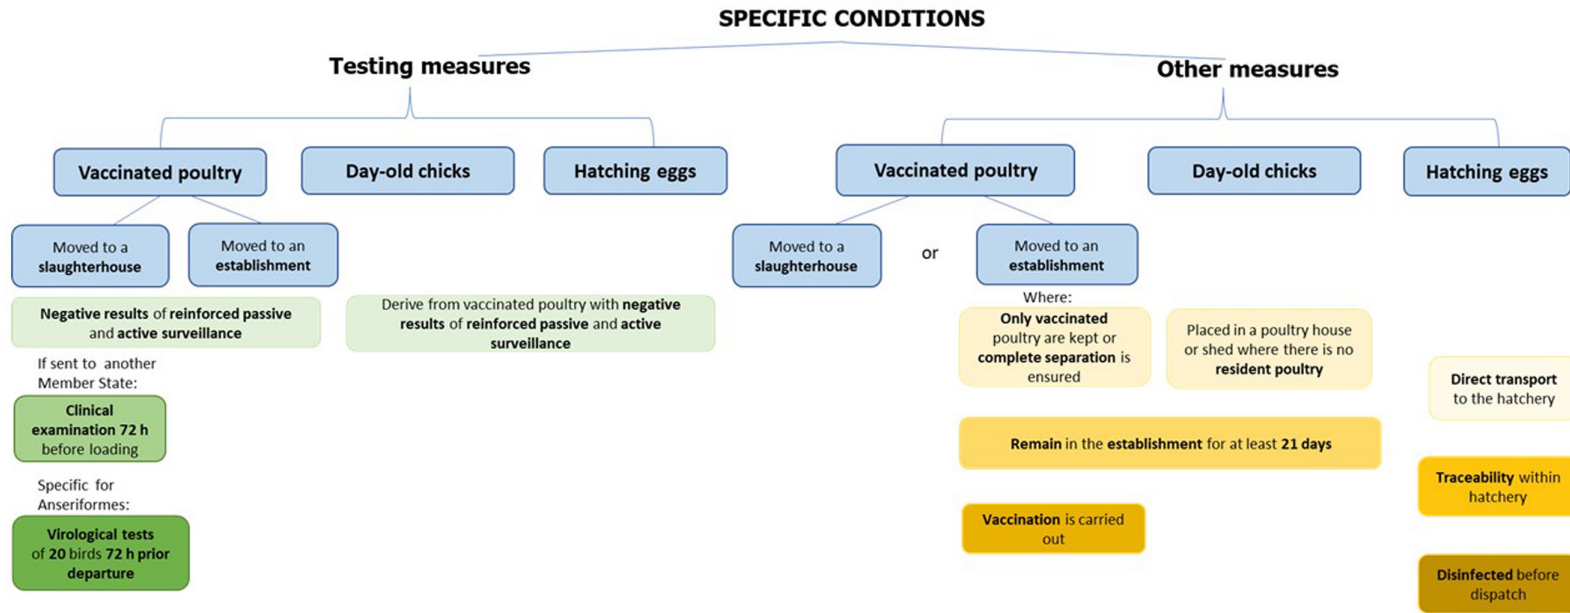 SPECIFIC CONDITIONS
Testing measures
Other measures
Vaccinated poultry
Day-old chicks
Hatching eggs
Vaccinated poultry
Day-old chicks
Hatching eggs
Moved to a
slaughterhouse
Moved to an
establishment
Moved to a
slaughterhouse
or
Moved to an
establishment
Negative results of reinforced passive
and active surveillance
Derive from vaccinated poultry with negative
results of reinforced passive and active
surveillance
Where:
Only vaccinated
poultry are kept or
complete separation is
ensured
Placed in a poultry house
or shed where there is no
resident poultry
If sent to another
Member State:
Clinical
examination 72 h
before loading
Direct transport
to the hatchery
Remain in the establishment for at least 21 days
Specific for
Anseriformes:
Virological tests
of 20 birds 72 h prior
departure
Traceability within
hatchery
Vaccination is carried
out
Disinfected before
dispatch